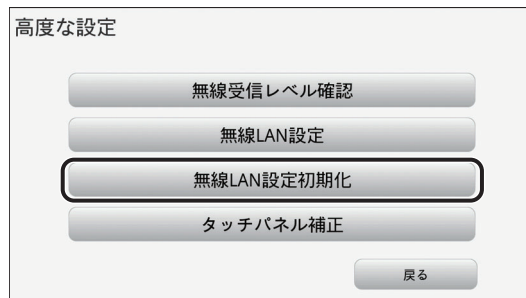 高度な設定
無線受信レベル確認
無線LAN設定
無線LAN設定初期化
タッチパネル補正
戻る